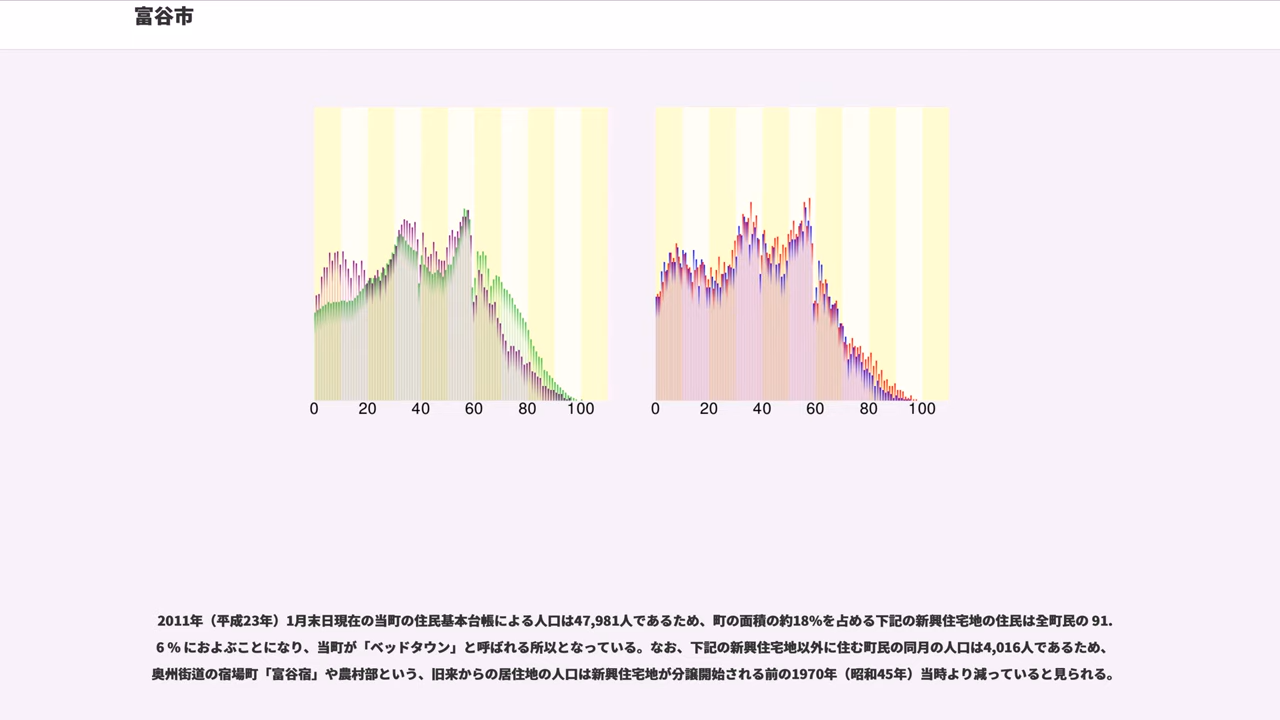 富谷市
0 20 40 60 80 100 0 20 40 60 80 100
2011年（平成23年）1月末日現在の当町の住民基本台帳による人口は47,981人であるため、町の面積の約18%を占める下記の新興住宅地の住民は全町民の 91.
6 % におよぶことになり、当町が「ベッドタウン」と呼ばれる所以となっている。なお、下記の新興住宅地以外に住む町民の同月の人口は4,016人であるため、
奥州街道の宿場町「富谷宿」や農村部という、旧来からの居住地の人口は新興住宅地が分譲開始される前の1970年（昭和45年）当時より減っていると見られる。